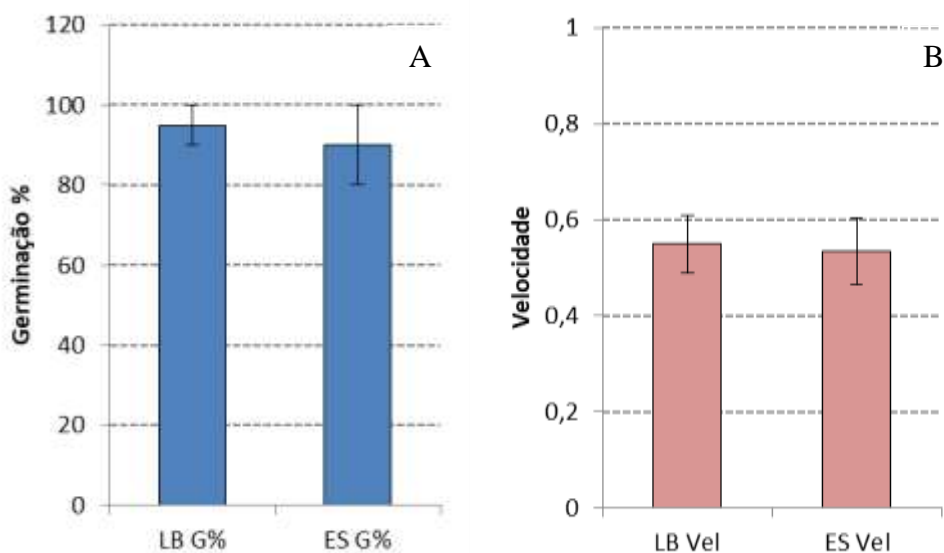 A
Germinação %
120
100
80
60
40
20
0
LB G%
ES G%
B
Velocidade
1
0,8
0,6
0,4
0,2
0
LB Vel
ES Vel